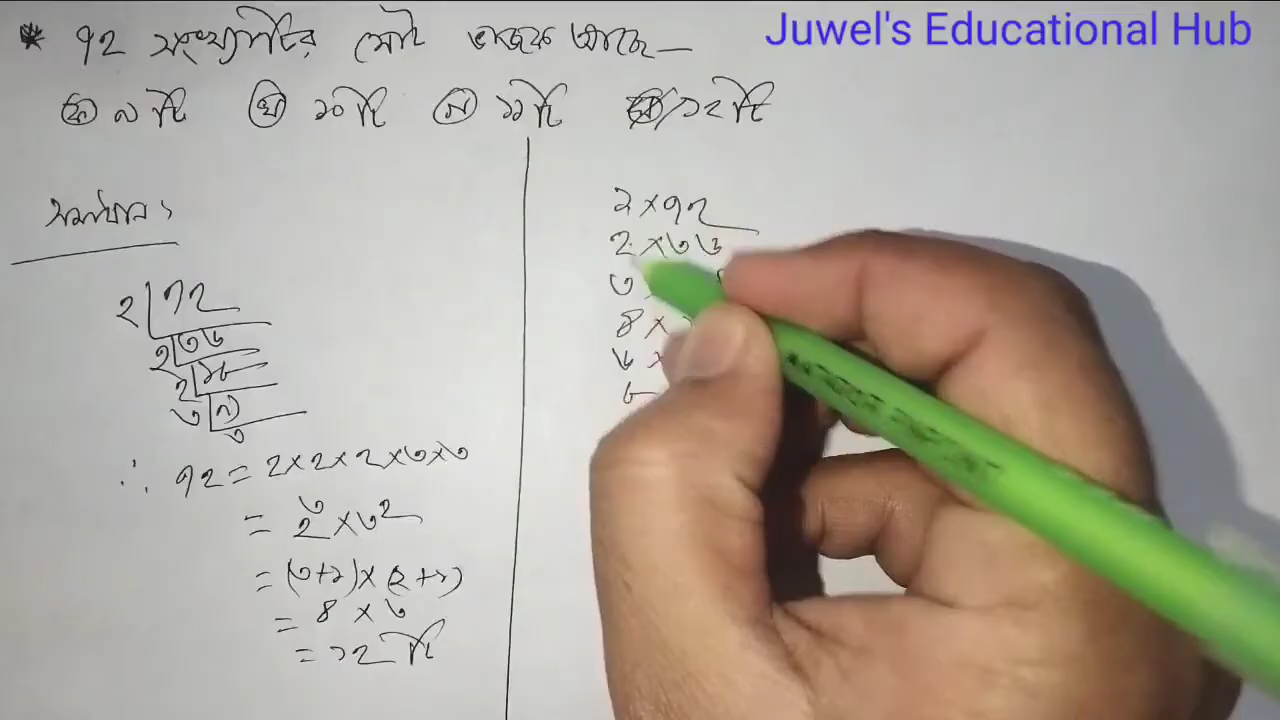 Juwel's Educational Hub
* ৭২ সংখ্যাটির মোট ভাজক আছে—
ক ৯টি খ ১০টি গ ১১টি ঘ ১২টি
সমাধানঃ
২ | ৭২
২ | ৩৬
২ | ১৮
৩ | ৯
৩
∴ ৭২ = ২×২×২×৩×৩
= ২³×৩²
= (৩+১)×(২+১)
= ৪×৩
= ১২টি
১×৭২
২×৩৬
৩
৪×
৬×
৮